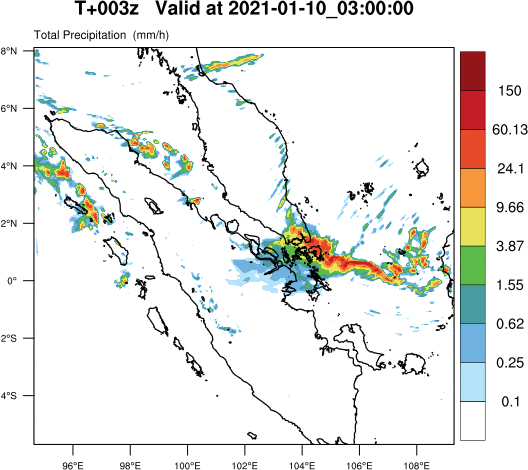 T+003z Valid at 2021-01-10_03:00:00
Total Precipitation (mm/h)
8°N
6°N
4°N
2°N
0°
2°S
4°S
96°E
98°E
100°E
102°E
104°E
106°E
108°E
150
60.13
24.1
9.66
3.87
1.55
0.62
0.25
0.1